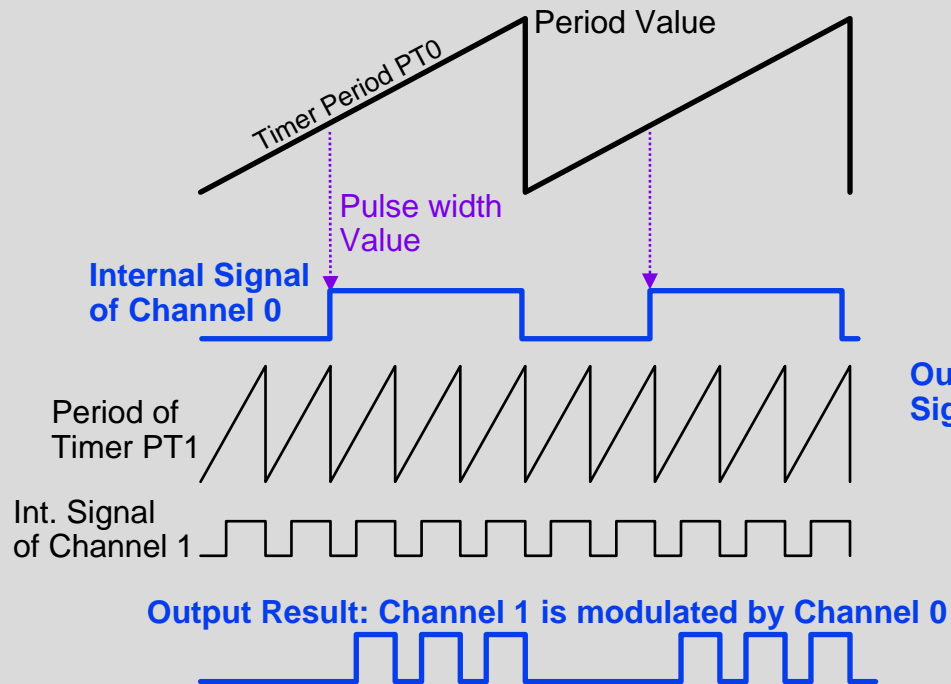 Period Value
Timer Period PT0
Pulse width
Value
Internal Signal
of Channel 0
Period of
Timer PT1
Int. Signal
of Channel 1
Output Result: Channel 1 is modulated by Channel 0